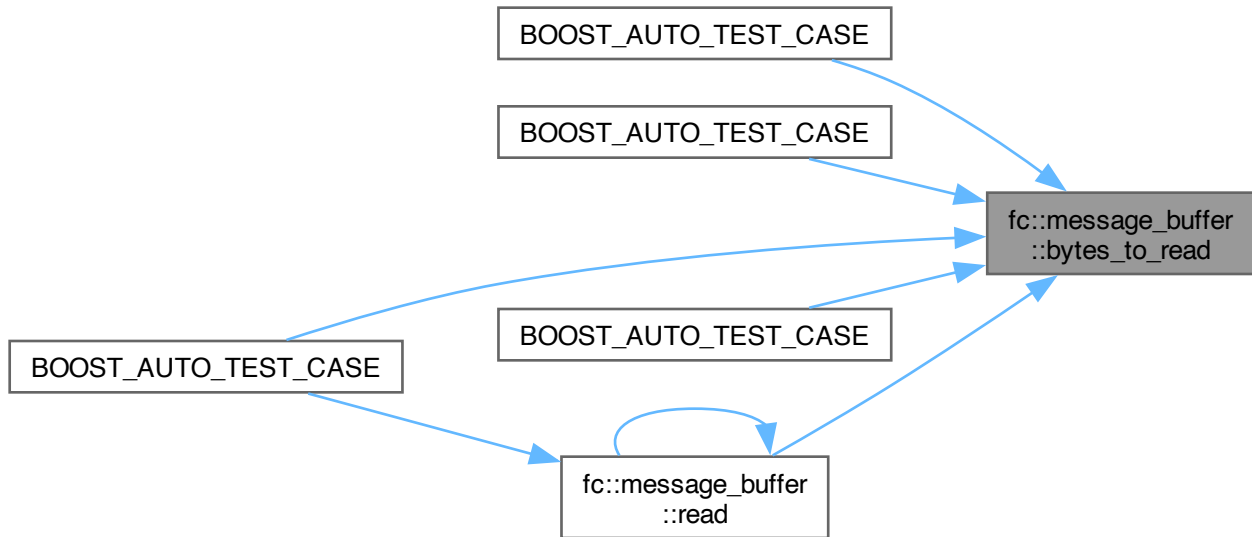 BOOST_AUTO_TEST_CASE
BOOST_AUTO_TEST_CASE
fc::message_buffer
::bytes_to_read
BOOST_AUTO_TEST_CASE
BOOST_AUTO_TEST_CASE
fc::message_buffer
::read